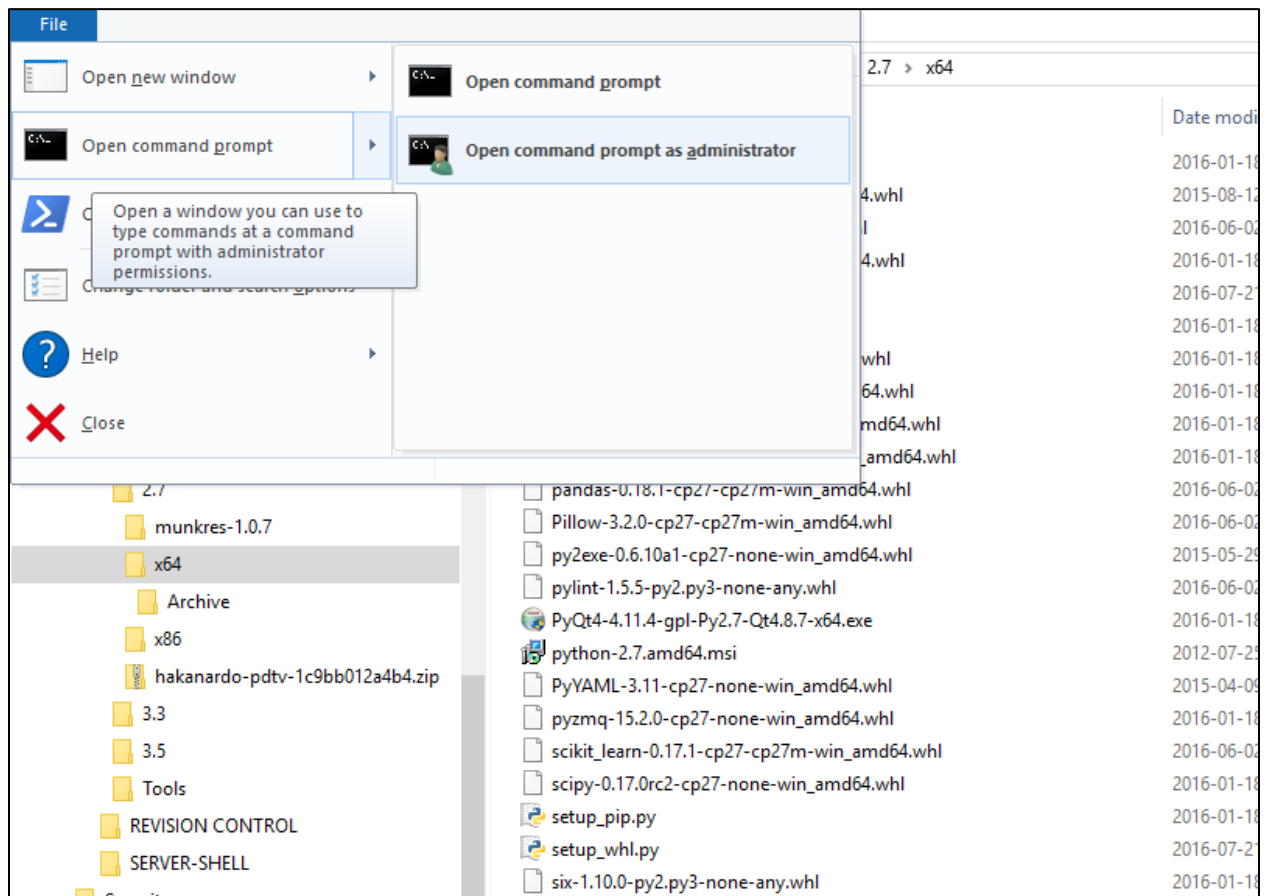 File
Open new window
Open command prompt
Open command prompt
Open command prompt as administrator
Open a window you can use to
type commands at a command
prompt with administrator
permissions.
Change folder and search options
Help
Close
2.7 › x64
Date modi
2016-01-18
4.whl 2015-08-12
2016-06-02
4.whl 2016-01-18
2016-07-21
2016-01-18
whl 2016-01-18
64.whl 2016-01-18
md64.whl 2016-01-18
_amd64.whl 2016-01-18
2.7
munkres-1.0.7
x64
Archive
x86
hakanardo-pdtv-1c9bb012a4b4.zip
3.3
3.5
Tools
REVISION CONTROL
SERVER-SHELL
pandas-0.18.1-cp27-cp27m-win_amd64.whl 2016-06-02
Pillow-3.2.0-cp27-cp27m-win_amd64.whl 2016-06-02
py2exe-0.6.10a1-cp27-none-win_amd64.whl 2015-05-29
pylint-1.5.5-py2.py3-none-any.whl 2016-06-02
PyQt4-4.11.4-gpl-Py2.7-Qt4.8.7-x64.exe 2016-01-18
python-2.7.amd64.msi 2012-07-25
PyYAML-3.11-cp27-none-win_amd64.whl 2015-04-09
pyzmq-15.2.0-cp27-none-win_amd64.whl 2016-01-18
scikit_learn-0.17.1-cp27-cp27m-win_amd64.whl 2016-06-02
scipy-0.17.0rc2-cp27-none-win_amd64.whl 2016-01-18
setup_pip.py 2016-01-18
setup_whl.py 2016-07-21
six-1.10.0-py2.py3-none-any.whl 2016-01-18